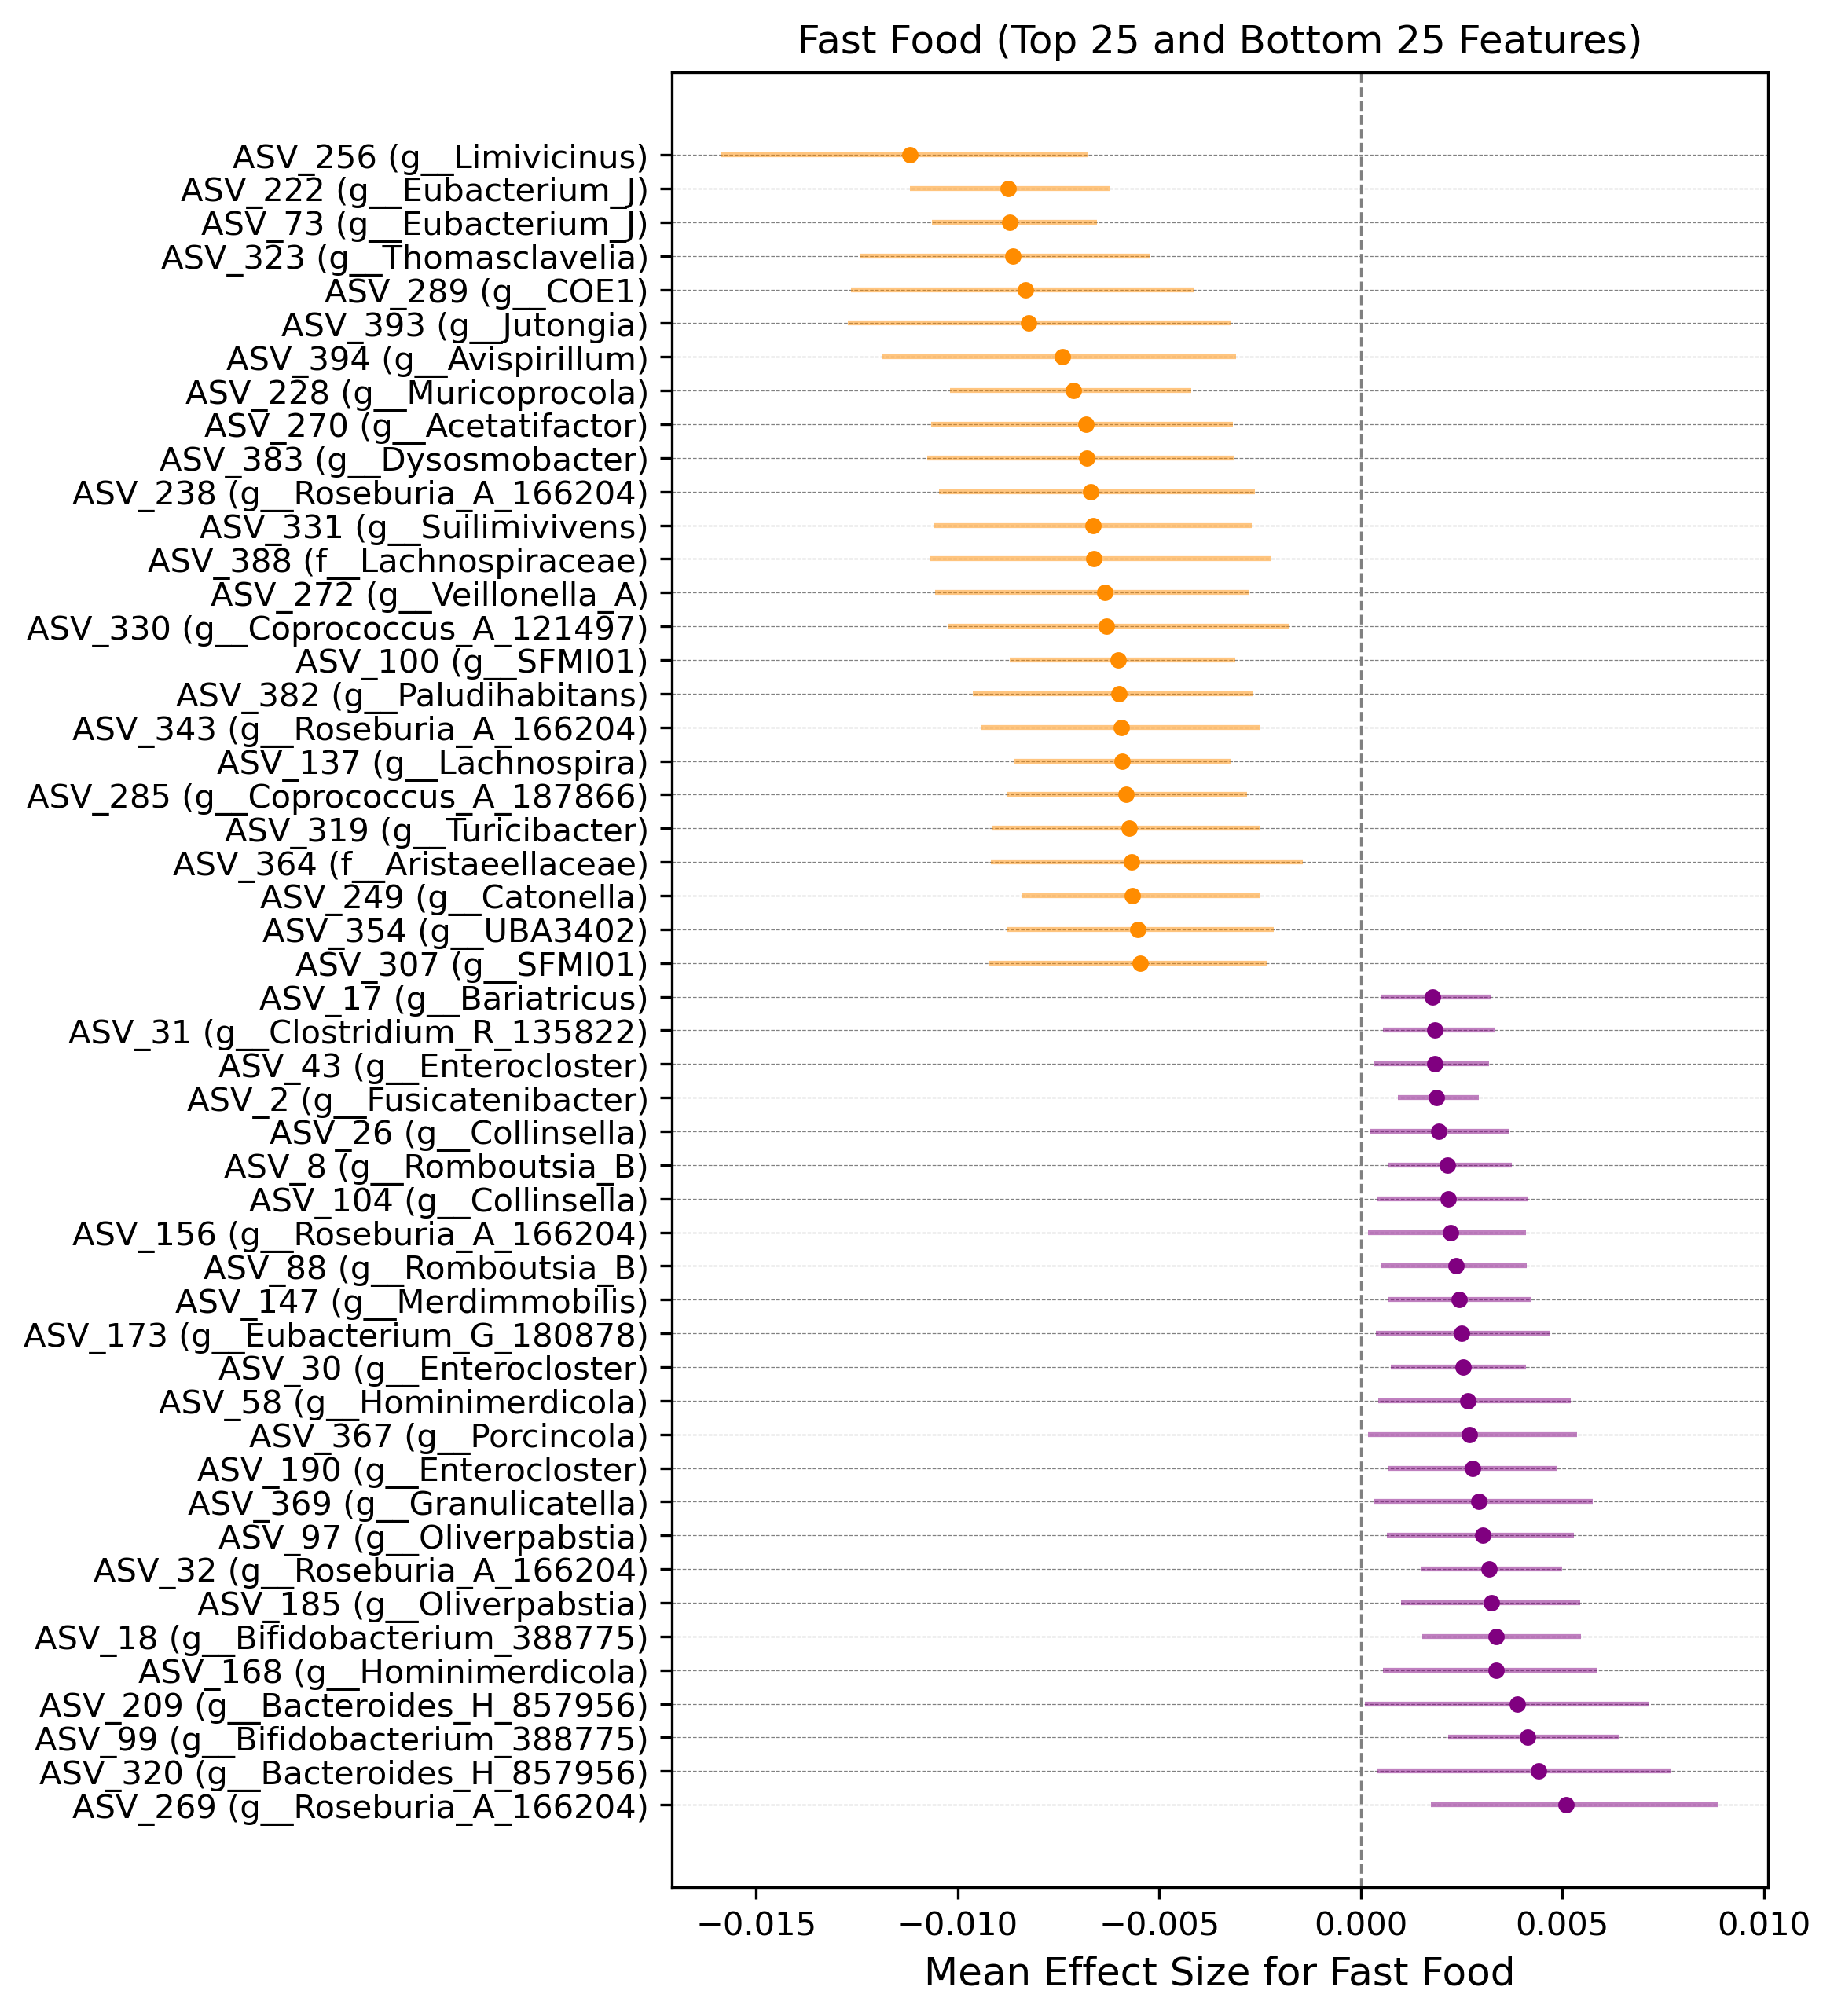 Fast Food (Top 25 and Bottom 25 Features)
ASV_256 (g__Limivicinus)
ASV_222 (g__Eubacterium_J)
ASV_73 (g__Eubacterium_J)
ASV_323 (g__Thomasclavelia)
ASV_289 (g__COE1)
ASV_393 (g__Jutongia)
ASV_394 (g__Avispirillum)
ASV_228 (g__Muricoprocola)
ASV_270 (g__Acetatifactor)
ASV_383 (g__Dysosmobacter)
ASV_238 (g__Roseburia_A_166204)
ASV_331 (g__Suilimivivens)
ASV_388 (f__Lachnospiraceae)
ASV_272 (g__Veillonella_A)
ASV_330 (g__Coprococcus_A_121497)
ASV_100 (g__SFMI01)
ASV_382 (g__Paludihabitans)
ASV_343 (g__Roseburia_A_166204)
ASV_137 (g__Lachnospira)
ASV_285 (g__Coprococcus_A_187866)
ASV_319 (g__Turicibacter)
ASV_364 (f__Aristaeellaceae)
ASV_249 (g__Catonella)
ASV_354 (g__UBA3402)
ASV_307 (g__SFMI01)
ASV_17 (g__Bariatricus)
ASV_31 (g__Clostridium_R_135822)
ASV_43 (g__Enterocloster)
ASV_2 (g__Fusicatenibacter)
ASV_26 (g__Collinsella)
ASV_8 (g__Romboutsia_B)
ASV_104 (g__Collinsella)
ASV_156 (g__Roseburia_A_166204)
ASV_88 (g__Romboutsia_B)
ASV_147 (g__Merdimmobilis)
ASV_173 (g__Eubacterium_G_180878)
ASV_30 (g__Enterocloster)
ASV_58 (g__Hominimerdicola)
ASV_367 (g__Porcincola)
ASV_190 (g__Enterocloster)
ASV_369 (g__Granulicatella)
ASV_97 (g__Oliverpabstia)
ASV_32 (g__Roseburia_A_166204)
ASV_185 (g__Oliverpabstia)
ASV_18 (g__Bifidobacterium_388775)
ASV_168 (g__Hominimerdicola)
ASV_209 (g__Bacteroides_H_857956)
ASV_99 (g__Bifidobacterium_388775)
ASV_320 (g__Bacteroides_H_857956)
ASV_269 (g__Roseburia_A_166204)
−0.015 −0.010 −0.005 0.000 0.005 0.010
Mean Effect Size for Fast Food